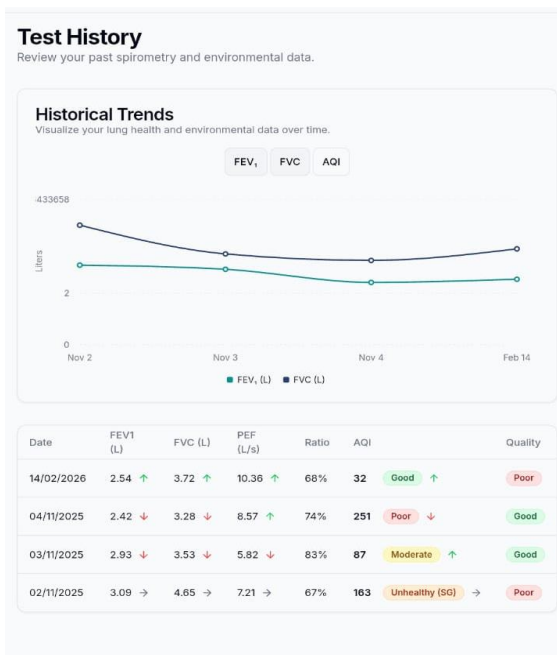 Test History
Review your past spirometry and environmental data.
Historical Trends
Visualize your lung health and environmental data over time.
FEV₁ FVC AQI
433658
Liters
2
0
Nov 2 Nov 3 Nov 4 Feb 14
FEV₁ (L) FVC (L)
Date FEV1 (L) FVC (L) PEF (L/s) Ratio AQI Quality
14/02/2026 2.54 ↑ 3.72 ↑ 10.36 ↑ 68% 32 Good ↑ Poor
04/11/2025 2.42 ↓ 3.28 ↓ 8.57 ↑ 74% 251 Poor ↓ Good
03/11/2025 2.93 ↓ 3.53 ↓ 5.82 ↓ 83% 87 Moderate ↑ Good
02/11/2025 3.09 → 4.65 → 7.21 → 67% 163 Unhealthy (SG) → Poor